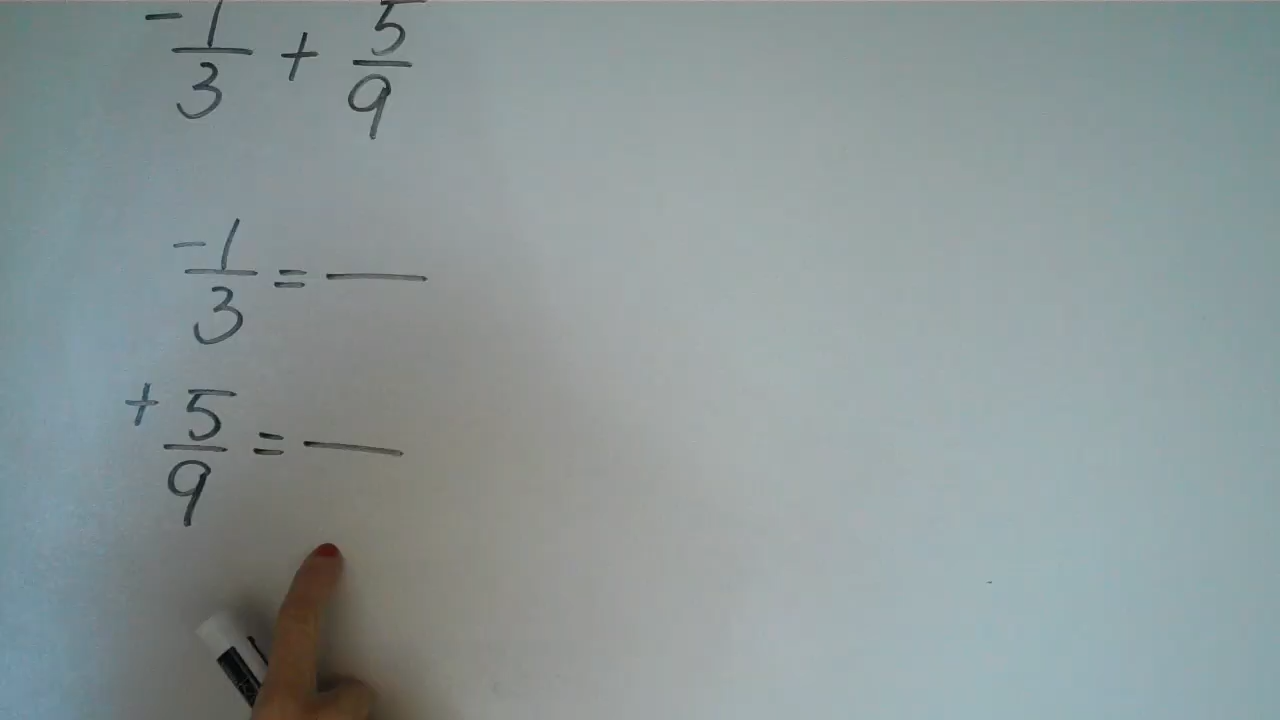 -1/3 + 5/9
-1/3 = —
+ 5/9 = —